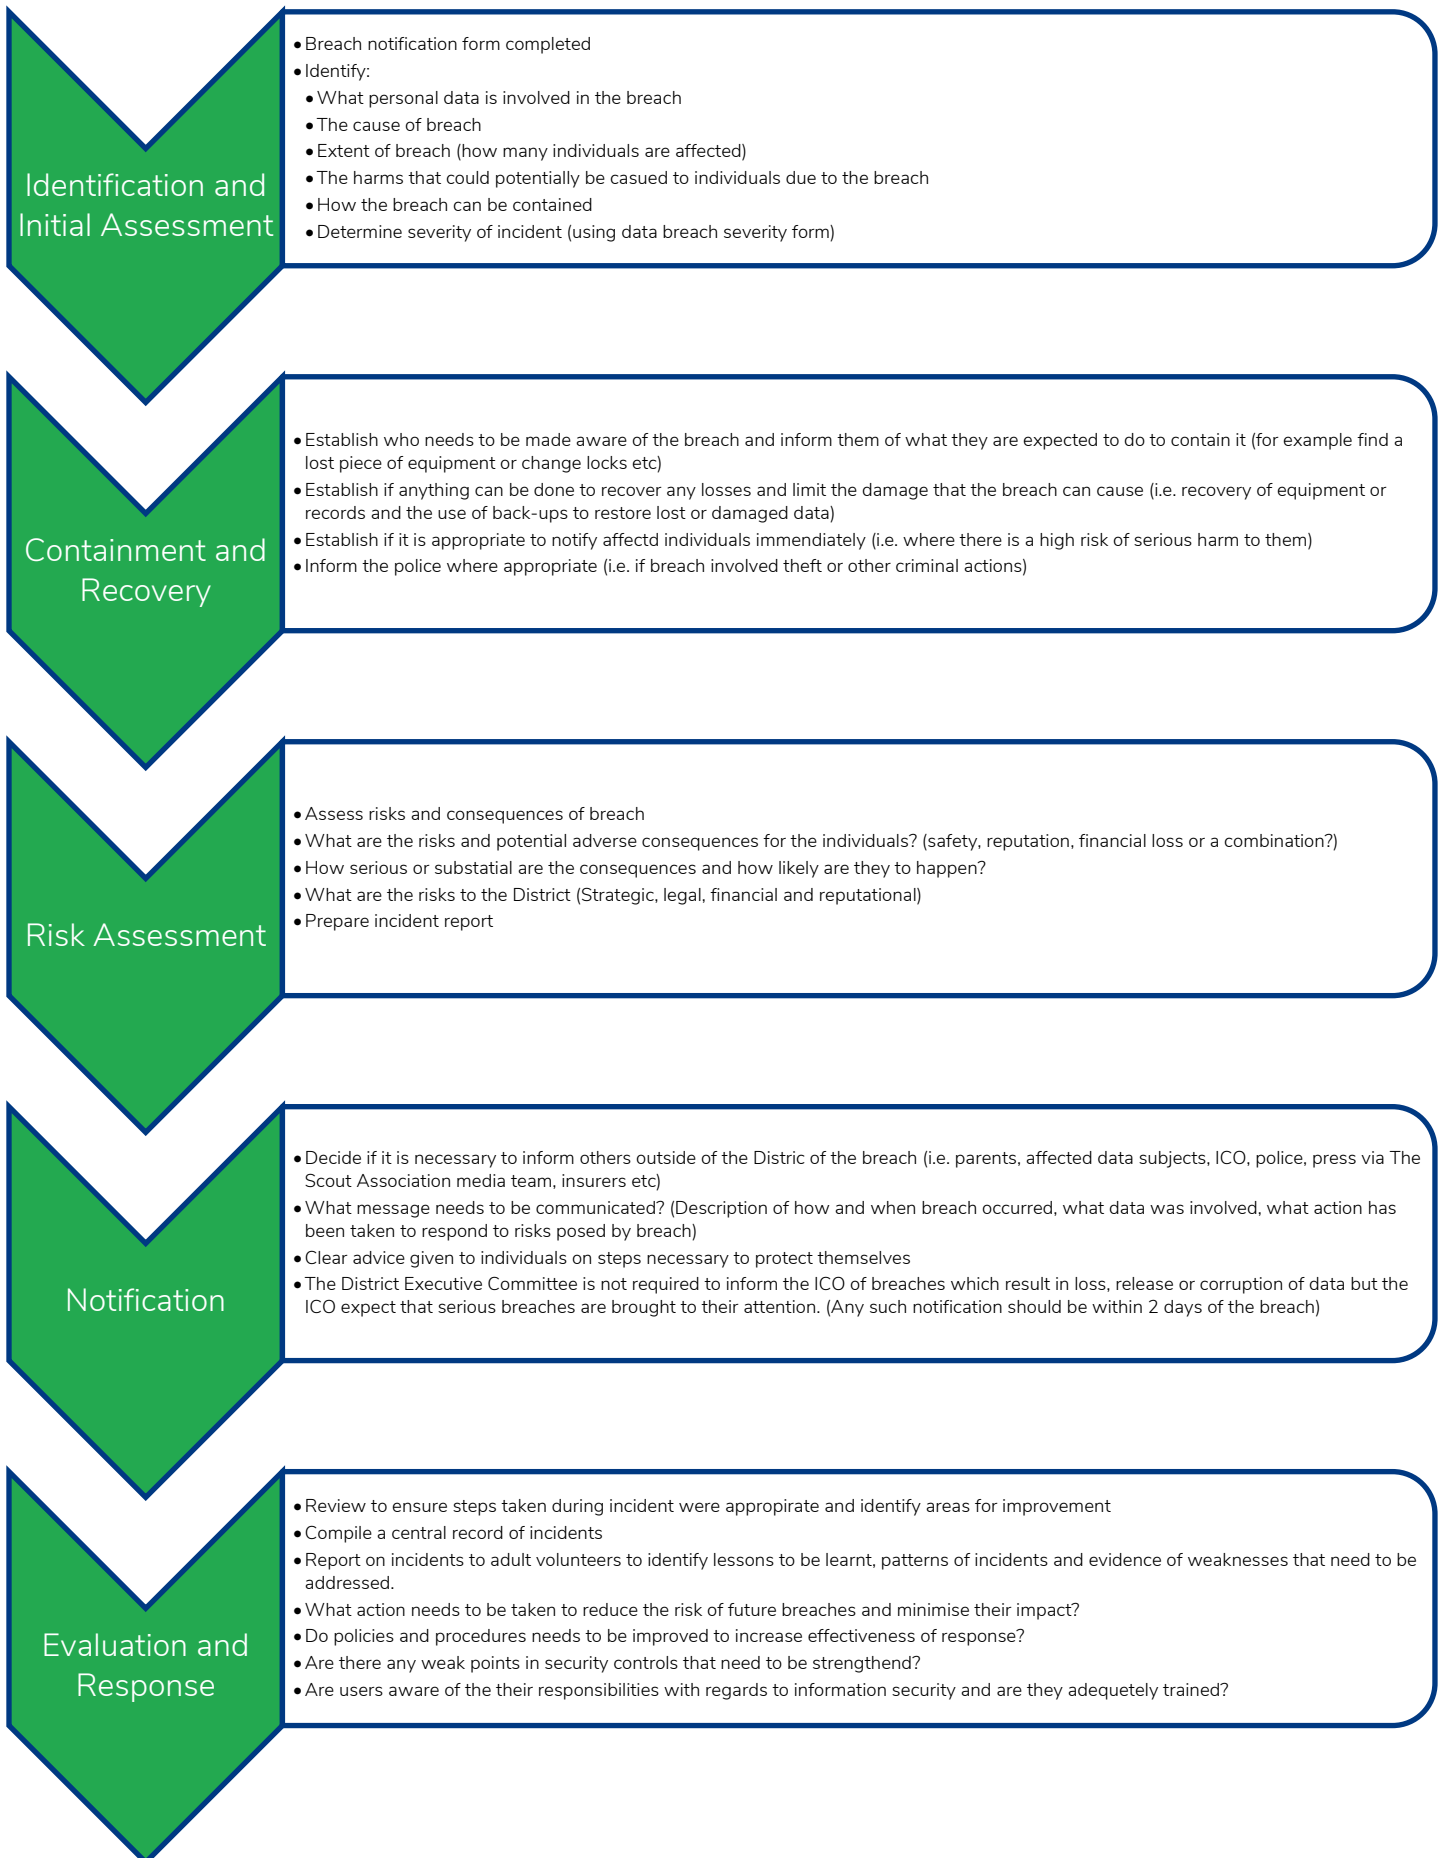 Identification and
Initial Assessment
• Breach notification form completed
• Identify:
• What personal data is involved in the breach
• The cause of breach
• Extent of breach (how many individuals are affected)
• The harms that could potentially be casued to individuals due to the breach
• How the breach can be contained
• Determine severity of incident (using data breach severity form)
Containment and
Recovery
• Establish who needs to be made aware of the breach and inform them of what they are expected to do to contain it (for example find a
lost piece of equipment or change locks etc)
• Establish if anything can be done to recover any losses and limit the damage that the breach can cause (i.e. recovery of equipment or
records and the use of back-ups to restore lost or damaged data)
• Establish if it is appropriate to notify affectd individuals immendiately (i.e. where there is a high risk of serious harm to them)
• Inform the police where appropriate (i.e. if breach involved theft or other criminal actions)
Risk Assessment
• Assess risks and consequences of breach
• What are the risks and potential adverse consequences for the individuals? (safety, reputation, financial loss or a combination?)
• How serious or substatial are the consequences and how likely are they to happen?
• What are the risks to the District (Strategic, legal, financial and reputational)
• Prepare incident report
Notification
• Decide if it is necessary to inform others outside of the Distric of the breach (i.e. parents, affected data subjects, ICO, police, press via The
Scout Association media team, insurers etc)
• What message needs to be communicated? (Description of how and when breach occurred, what data was involved, what action has
been taken to respond to risks posed by breach)
• Clear advice given to individuals on steps necessary to protect themselves
• The District Executive Committee is not required to inform the ICO of breaches which result in loss, release or corruption of data but the
ICO expect that serious breaches are brought to their attention. (Any such notification should be within 2 days of the breach)
Evaluation and
Response
• Review to ensure steps taken during incident were appropirate and identify areas for improvement
• Compile a central record of incidents
• Report on incidents to adult volunteers to identify lessons to be learnt, patterns of incidents and evidence of weaknesses that need to be
addressed.
• What action needs to be taken to reduce the risk of future breaches and minimise their impact?
• Do policies and procedures needs to be improved to increase effectiveness of response?
• Are there any weak points in security controls that need to be strengthend?
• Are users aware of the their responsibilities with regards to information security and are they adequetely trained?